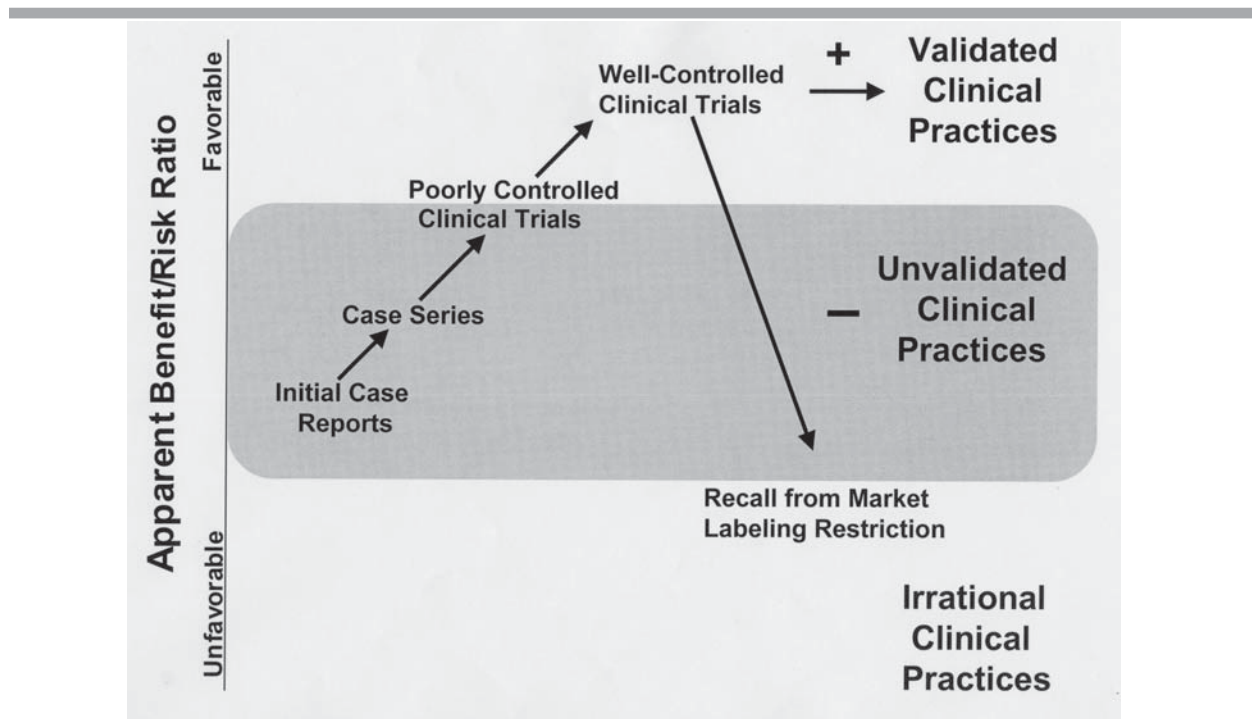 Apparent Benefit/Risk Ratio
Favorable
Unfavorable
Well-Controlled
Clinical Trials
+
Validated
Clinical
Practices
Poorly Controlled
Clinical Trials
Case Series
Initial Case
Reports
–
Unvalidated
Clinical
Practices
Recall from Market
Labeling Restriction
Irrational
Clinical
Practices